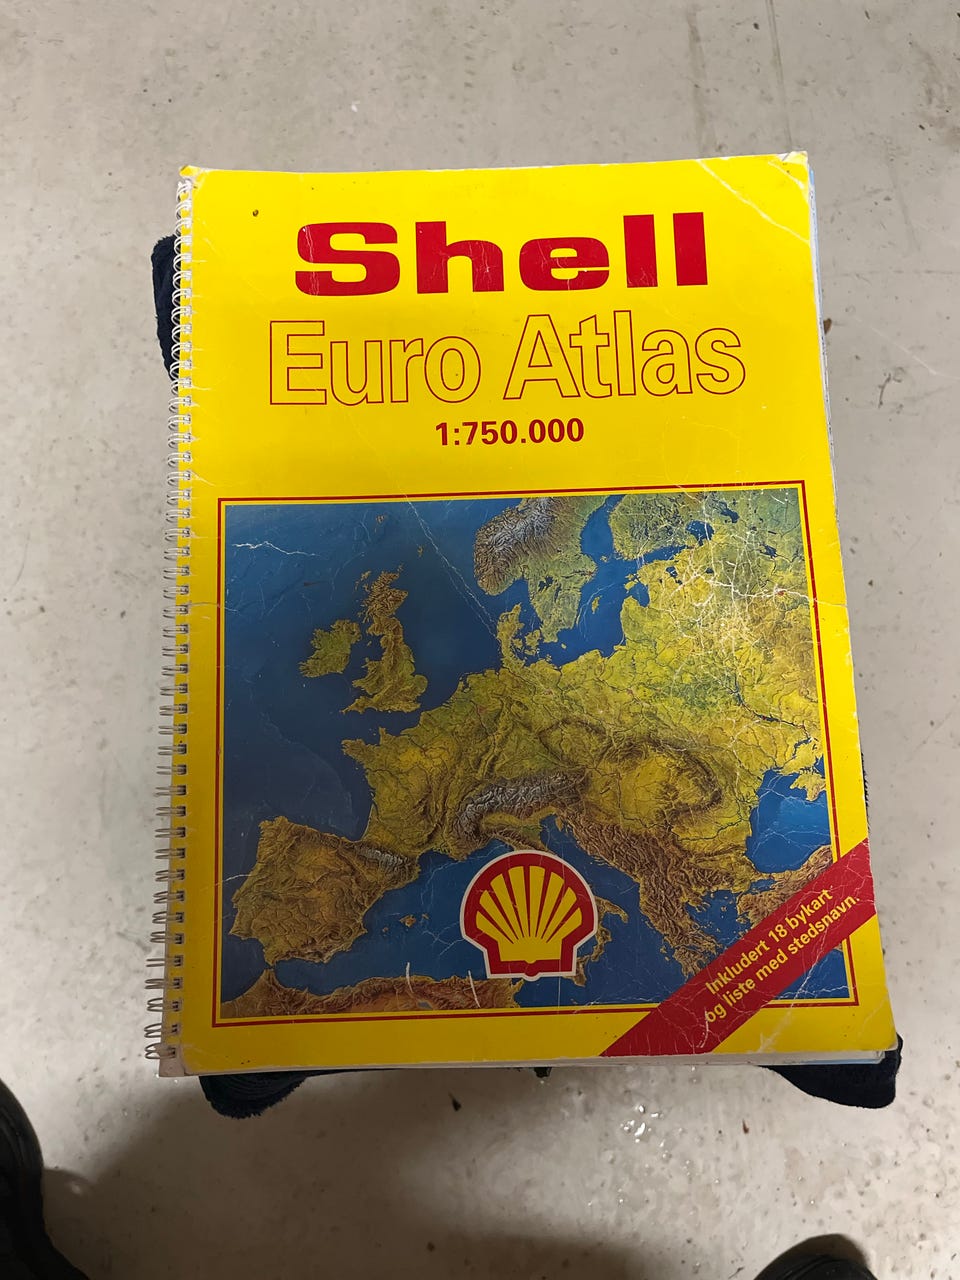 Shell
Euro Atlas
1:750.000
Inkludert 18 bykart
og liste med stedsnavn.